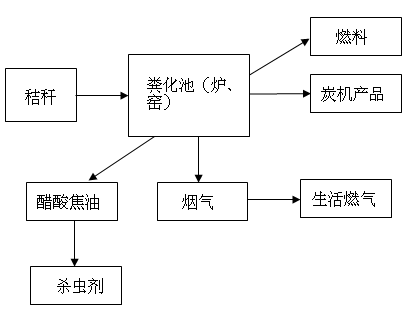 燃料
秸秆
粪化池（炉、
窑）
炭机产品
醋酸焦油
烟气
生活燃气
杀虫剂